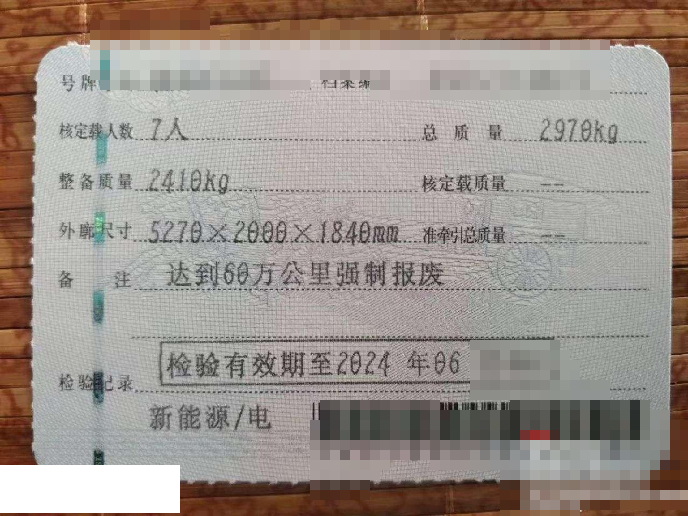 号牌
核定载人数 7人 总质量 2970kg
整备质量 2410kg 核定载质量 --
外廓尺寸 5270×2000×1840mm 准牵引总质量 --
备注 达到60万公里强制报废
检验有效期至2024 年06
检验记录
新能源/电